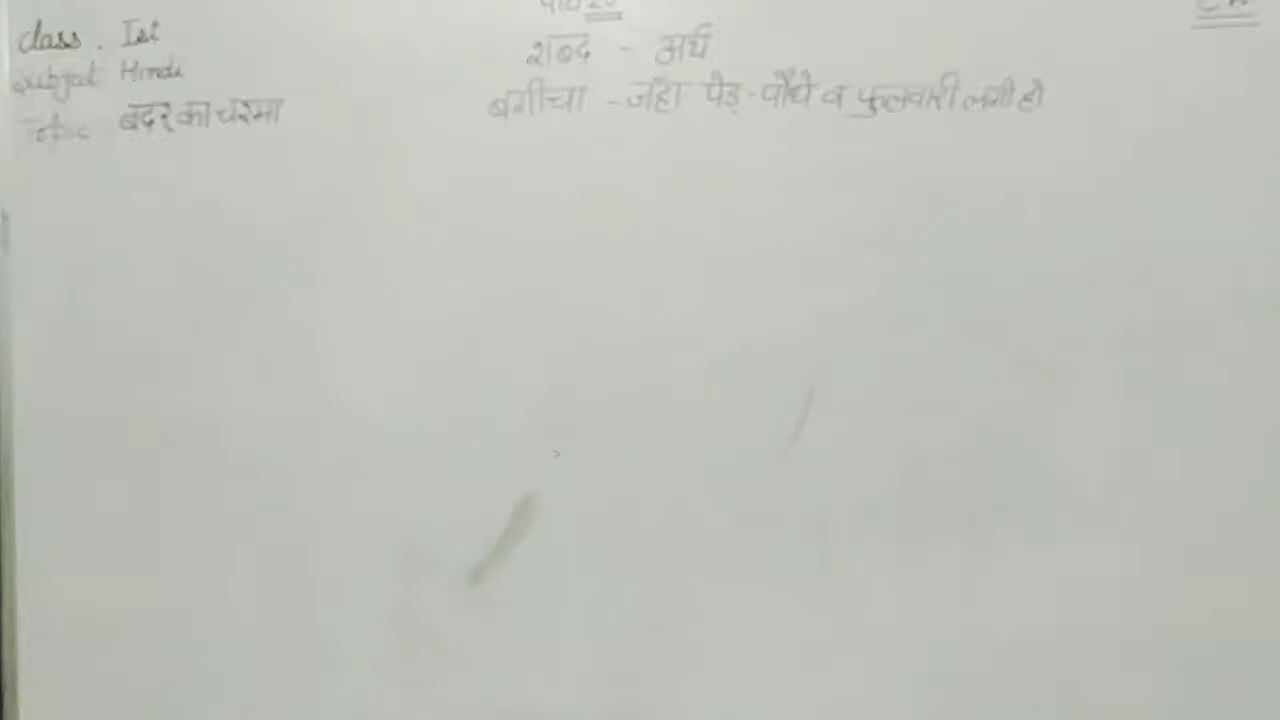 class . Ist
शब्द - अर्थ
subject Hindi
बगीचा - जहाँ पेड़-पौधे व फुलवारी लगी हो
Topic बंदर का चश्मा